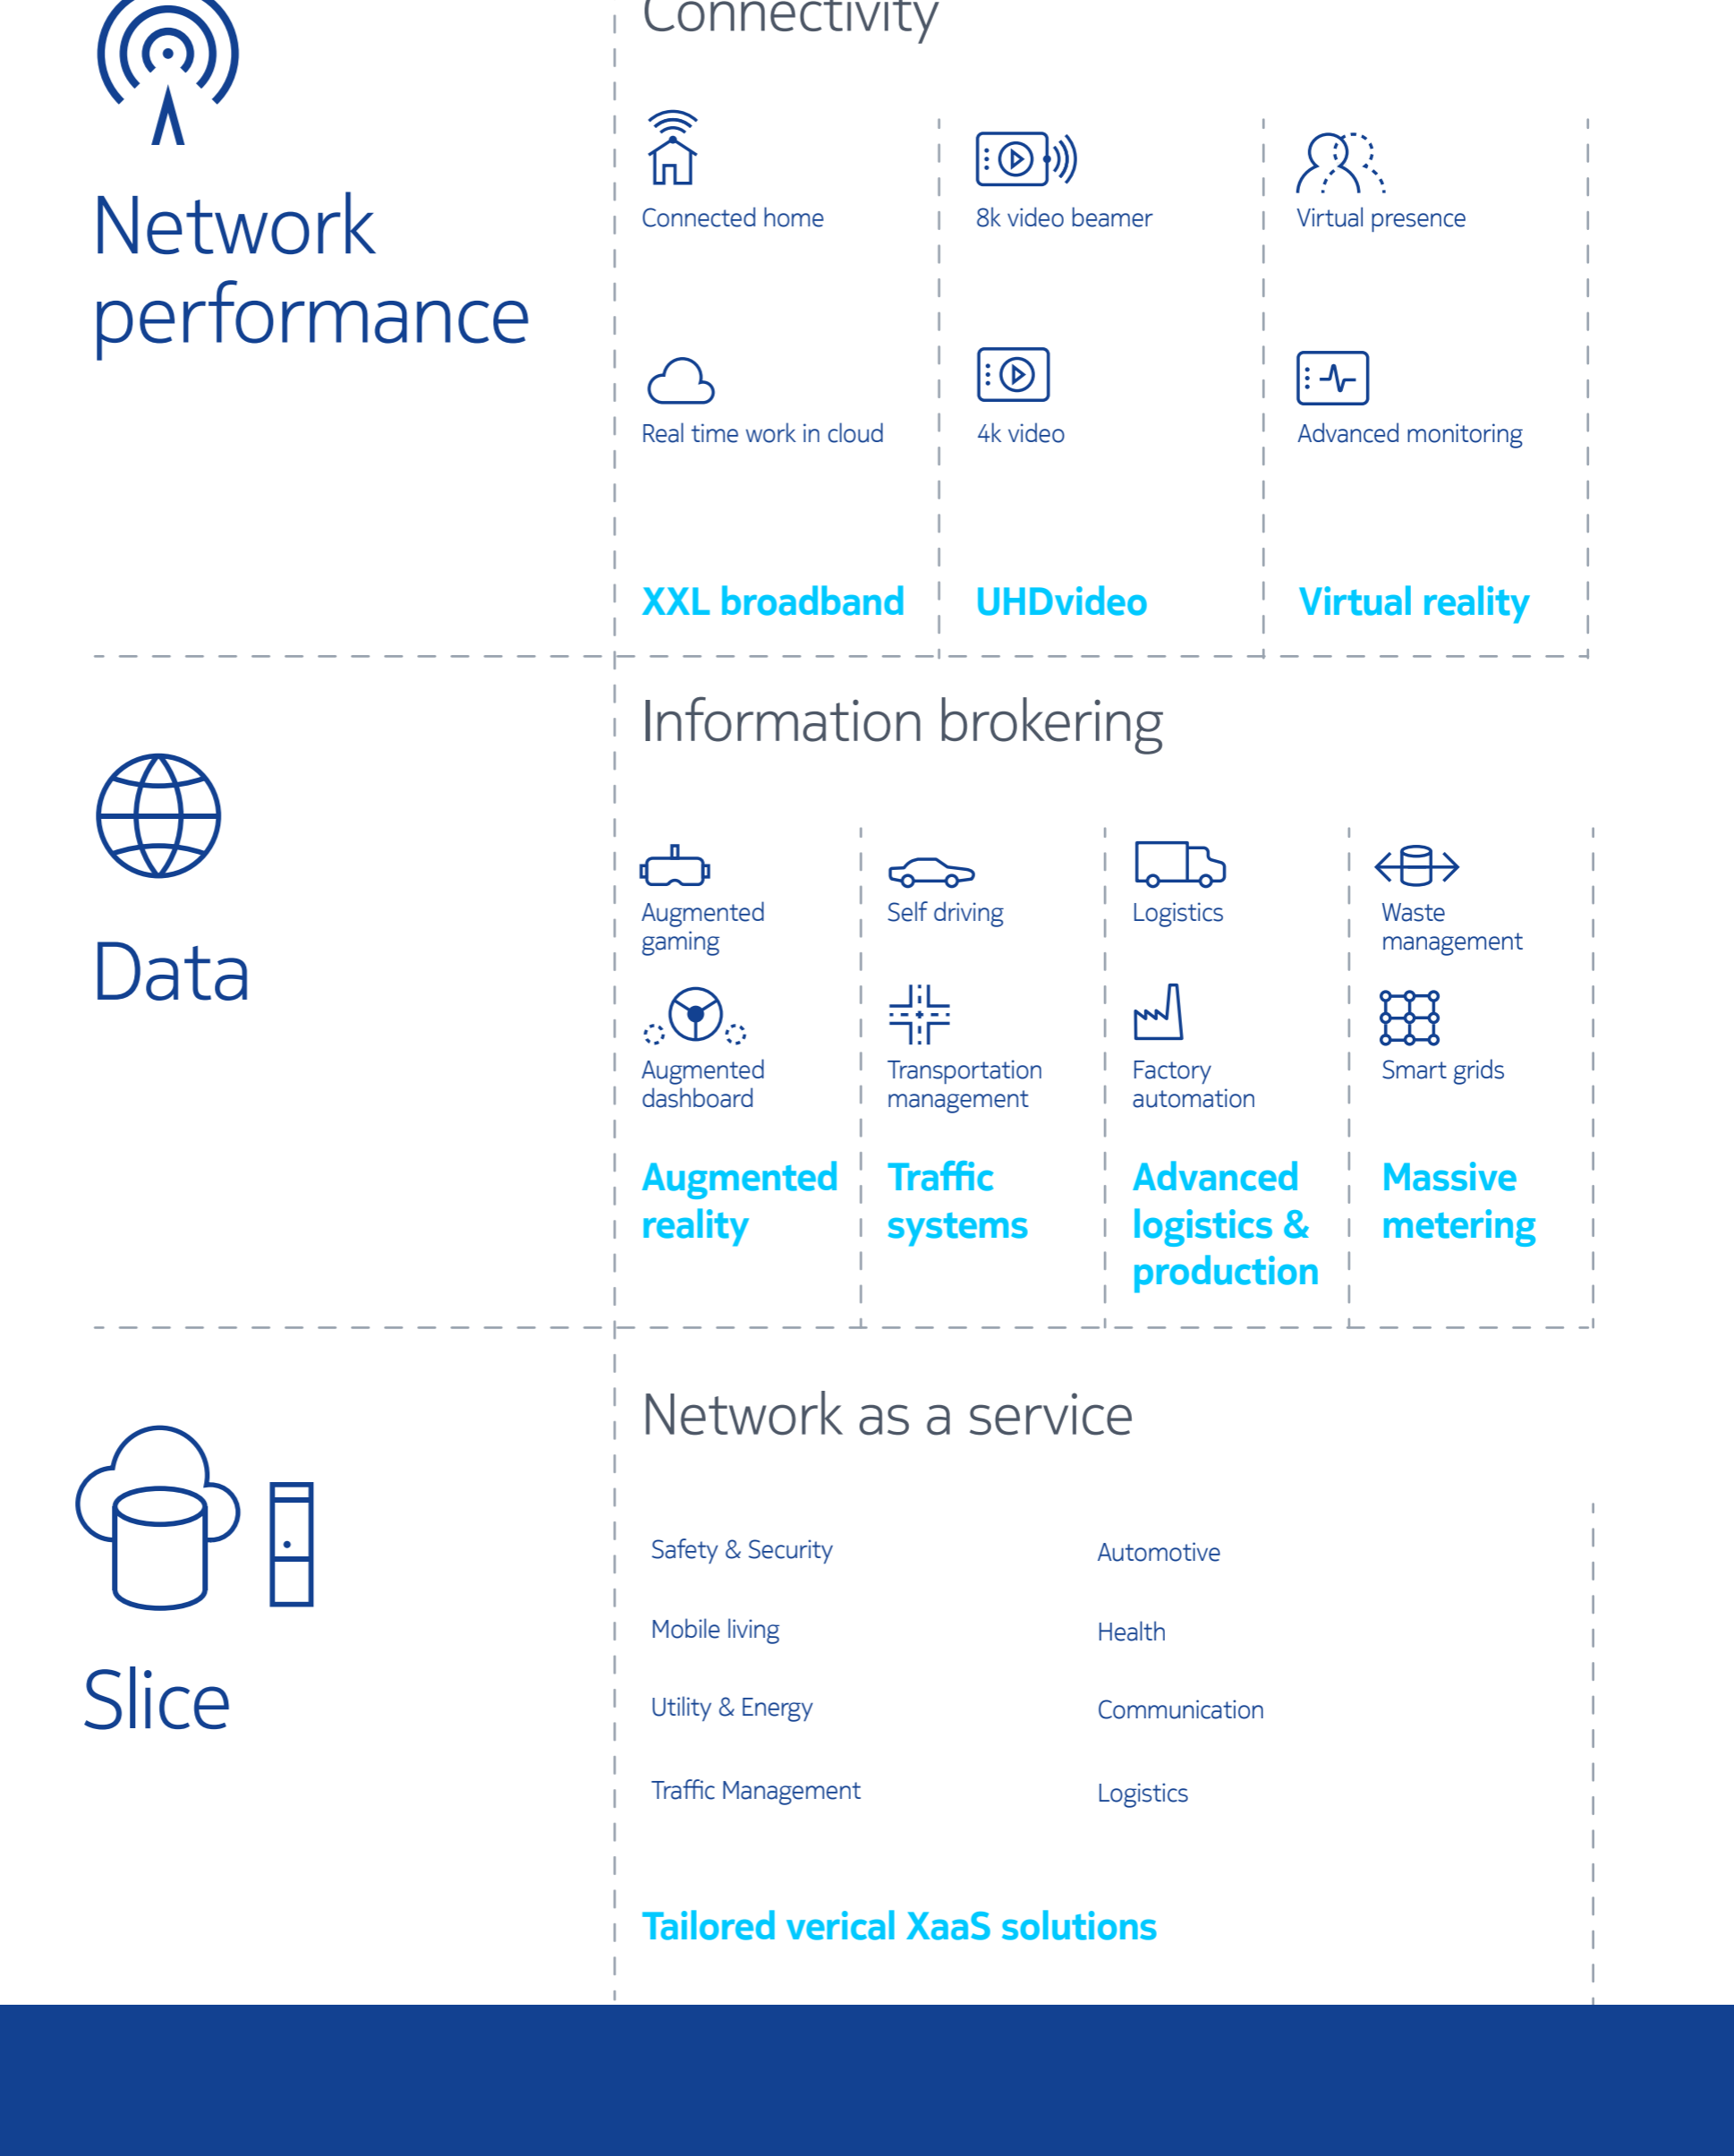 Connectivity
Network
performance
Connected home
8k video beamer
Virtual presence
Real time work in cloud
4k video
Advanced monitoring
XXL broadband
UHDvideo
Virtual reality
Information brokering
Data
Augmented
gaming
Self driving
Logistics
Waste
management
Augmented
dashboard
Transportation
management
Factory
automation
Smart grids
Augmented
reality
Traffic
systems
Advanced
logistics &
production
Massive
metering
Network as a service
Slice
Safety & Security
Automotive
Mobile living
Health
Utility & Energy
Communication
Traffic Management
Logistics
Tailored verical XaaS solutions